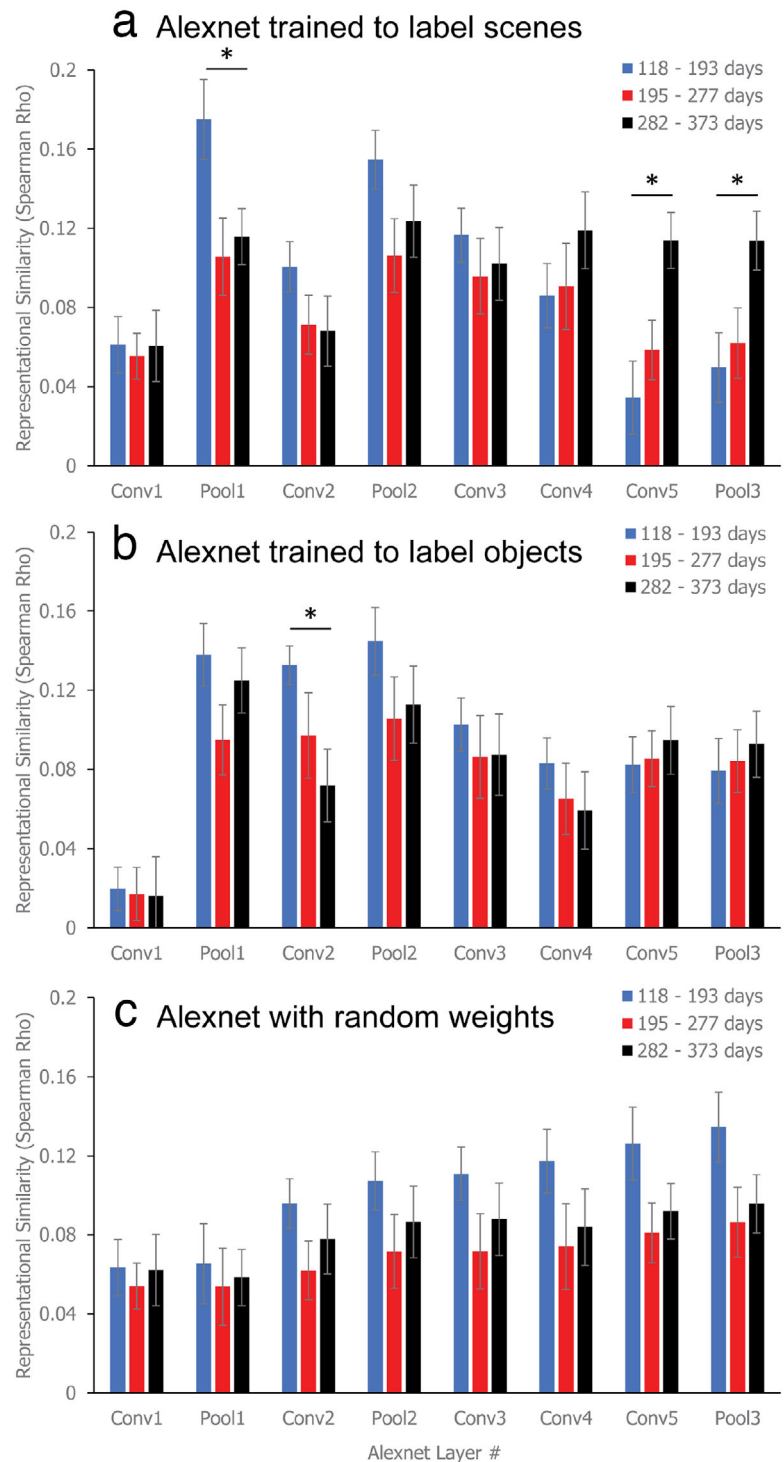 a Alexnet trained to label scenes
Representational Similarity (Spearman Rho)
0.2
0.16
0.12
0.08
0.04
0
*
*
*
118 - 193 days
195 - 277 days
282 - 373 days
Conv1 Pool1 Conv2 Pool2 Conv3 Conv4 Conv5 Pool3
b Alexnet trained to label objects
Representational Similarity (Spearman Rho)
0.2
0.16
0.12
0.08
0.04
0
*
118 - 193 days
195 - 277 days
282 - 373 days
Conv1 Pool1 Conv2 Pool2 Conv3 Conv4 Conv5 Pool3
c Alexnet with random weights
Representational Similarity (Spearman Rho)
0.2
0.16
0.12
0.08
0.04
0
118 - 193 days
195 - 277 days
282 - 373 days
Conv1 Pool1 Conv2 Pool2 Conv3 Conv4 Conv5 Pool3
Alexnet Layer #